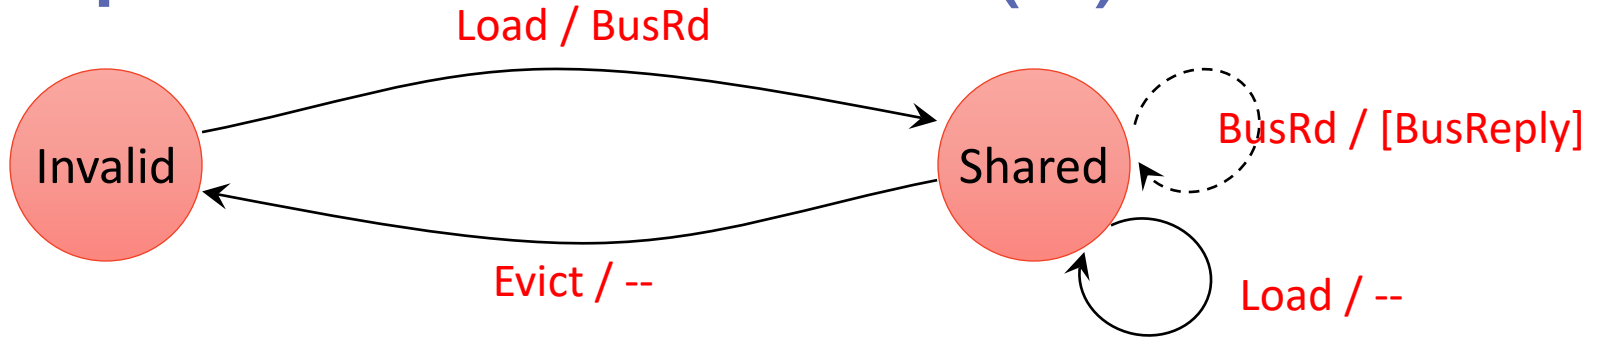 Load / BusRd
Invalid
Shared
BusRd / [BusReply]
Evict / --
Load / --